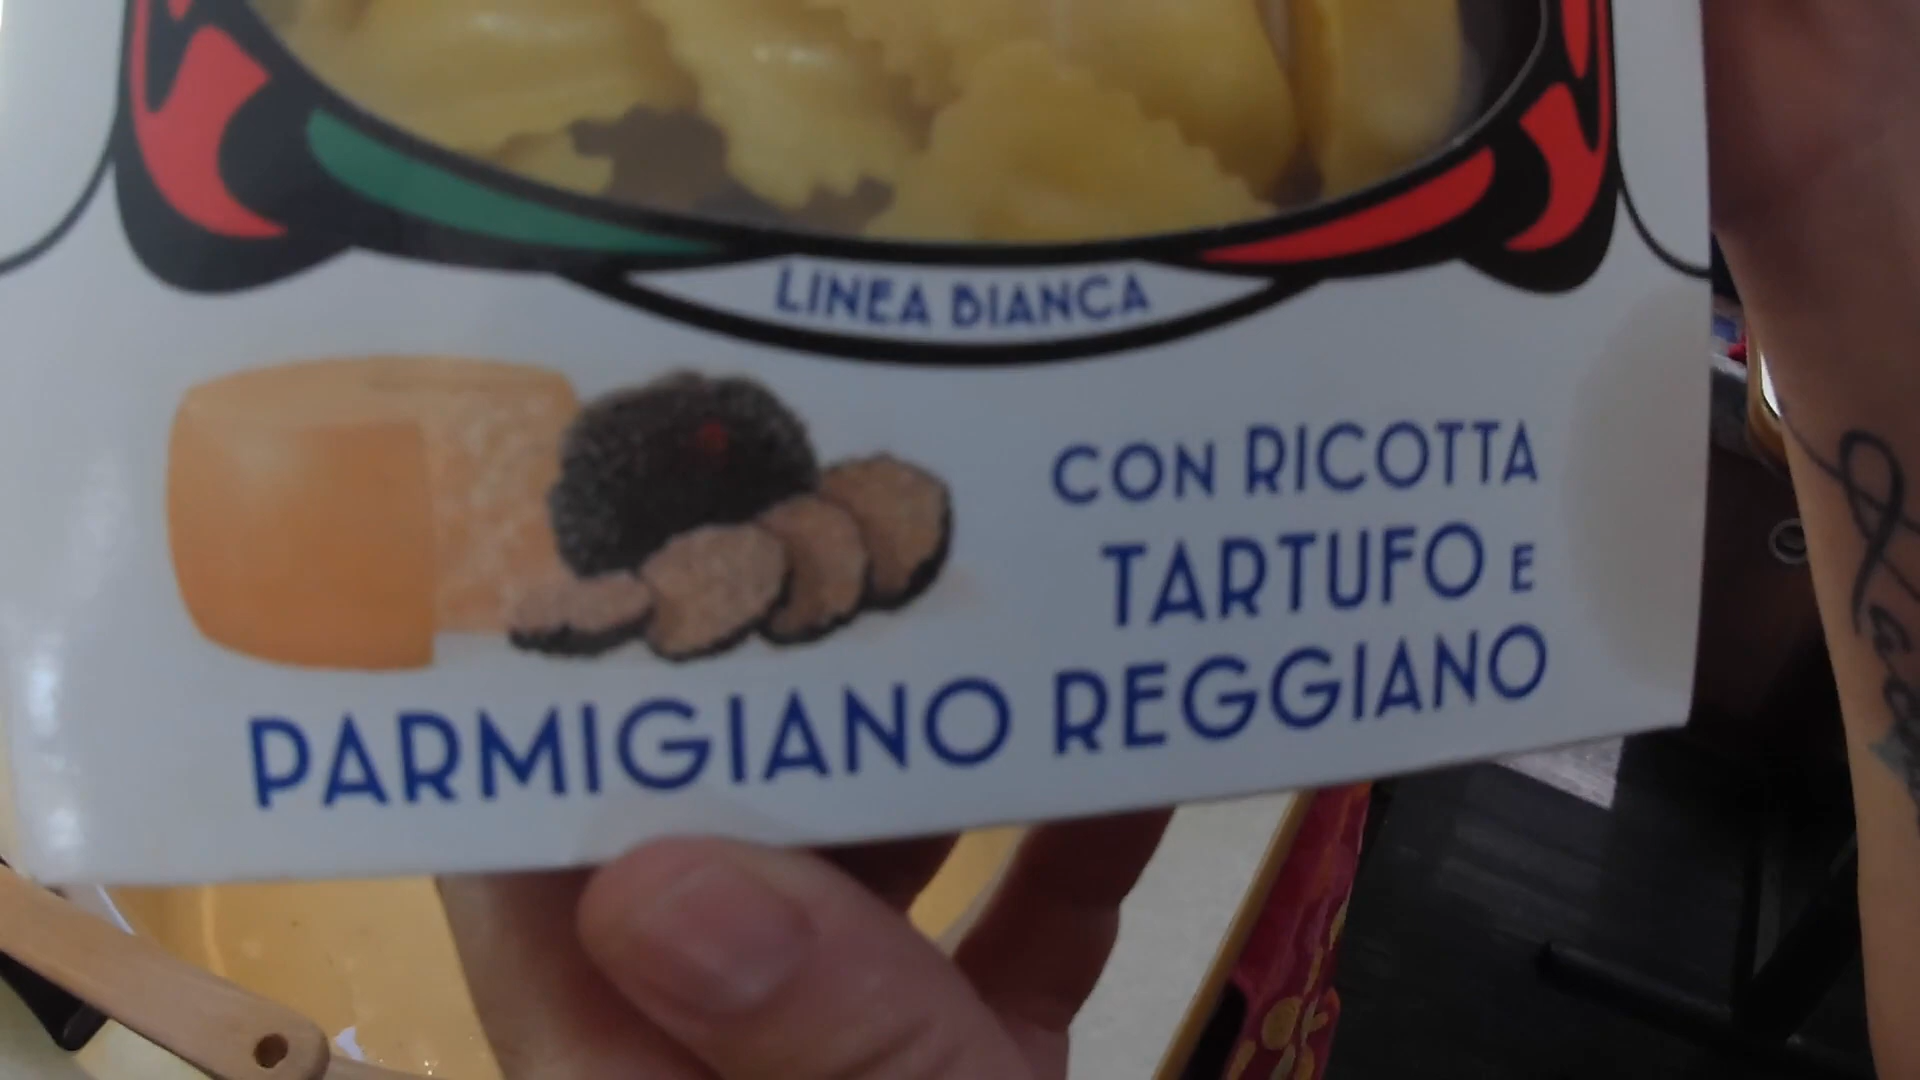 LINEA BIANCA
CON RICOTTA
TARTUFO E
PARMIGIANO REGGIANO